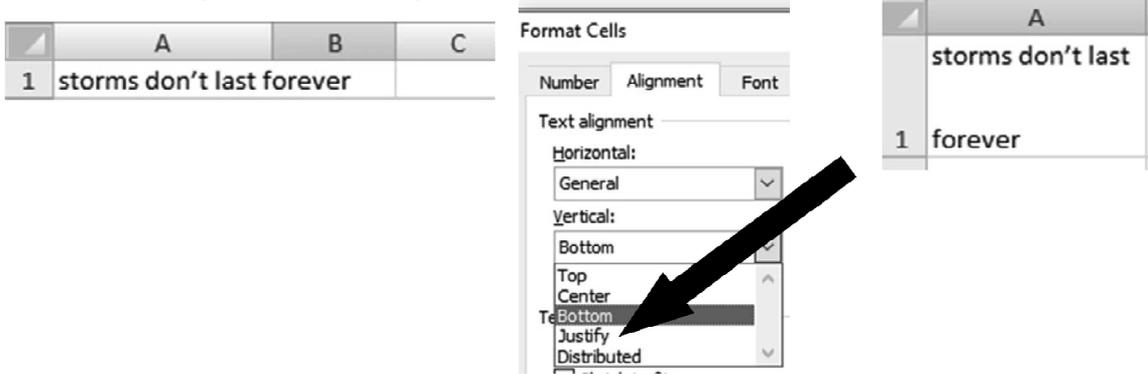 A B C
1 storms don’t last forever
Format Cells
Number Alignment Font
Text alignment
Horizontal:
General
Vertical:
Bottom
Top
Center
Te Bottom
Justify
Distributed
A
storms don’t last
1 forever